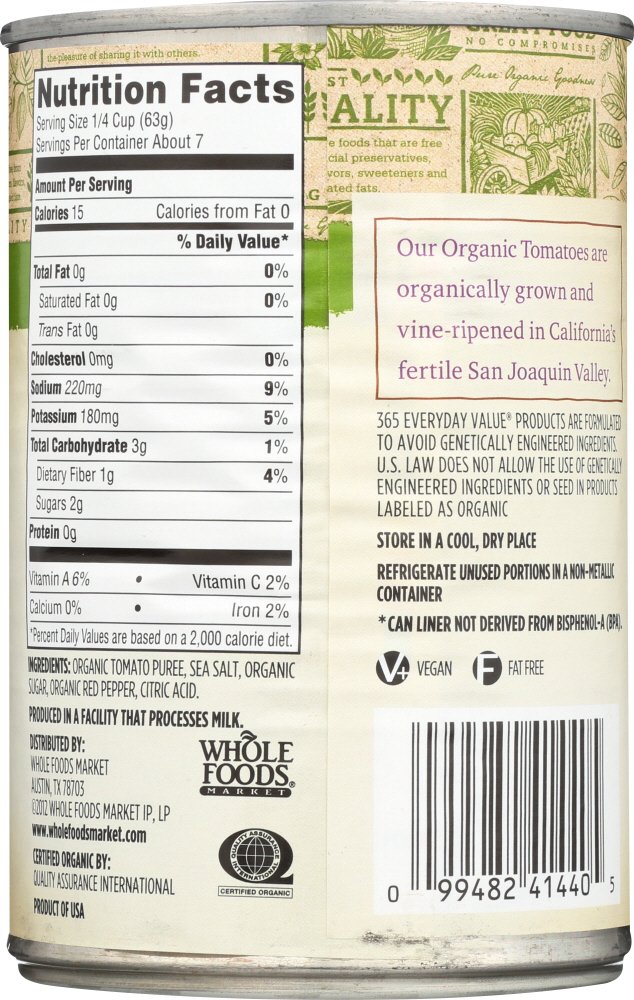 the pleasure of sharing it with others.
Nutrition Facts
Serving Size 1/4 Cup (63g)
Servings Per Container About 7
Amount Per Serving
Calories 15 Calories from Fat 0
% Daily Value*
Total Fat 0g 0%
Saturated Fat 0g 0%
Trans Fat 0g
Cholesterol 0mg 0%
Sodium 220mg 9%
Potassium 180mg 5%
Total Carbohydrate 3g 1%
Dietary Fiber 1g 4%
Sugars 2g
Protein 0g
Vitamin A 6% • Vitamin C 2%
Calcium 0% • Iron 2%
*Percent Daily Values are based on a 2,000 calorie diet.
INGREDIENTS: ORGANIC TOMATO PUREE, SEA SALT, ORGANIC
SUGAR, ORGANIC RED PEPPER, CITRIC ACID.
PRODUCED IN A FACILITY THAT PROCESSES MILK.
DISTRIBUTED BY:
WHOLE FOODS MARKET
AUSTIN, TX 78703
©2012 WHOLE FOODS MARKET IP, LP
www.wholefoodsmarket.com
CERTIFIED ORGANIC BY:
QUALITY ASSURANCE INTERNATIONAL
PRODUCT OF USA
WHOLE
FOODS®
MARKET
QUALITY ASSURANCE
INTERNATIONAL
CERTIFIED ORGANIC
GREAT FOOD
NO COMPROMISES
Pure Organic Goodness
ST
ALITY
e foods that are free
cial preservatives,
vors, sweeteners and
ated fats.
Our Organic Tomatoes are
organically grown and
vine-ripened in California's
fertile San Joaquin Valley.
365 EVERYDAY VALUE® PRODUCTS ARE FORMULATED
TO AVOID GENETICALLY ENGINEERED INGREDIENTS.
U.S. LAW DOES NOT ALLOW THE USE OF GENETICALLY
ENGINEERED INGREDIENTS OR SEED IN PRODUCTS
LABELED AS ORGANIC
STORE IN A COOL, DRY PLACE
REFRIGERATE UNUSED PORTIONS IN A NON-METALLIC
CONTAINER
*CAN LINER NOT DERIVED FROM BISPHENOL-A (BPA).
V+ VEGAN F FAT FREE
0 99482 41440 5